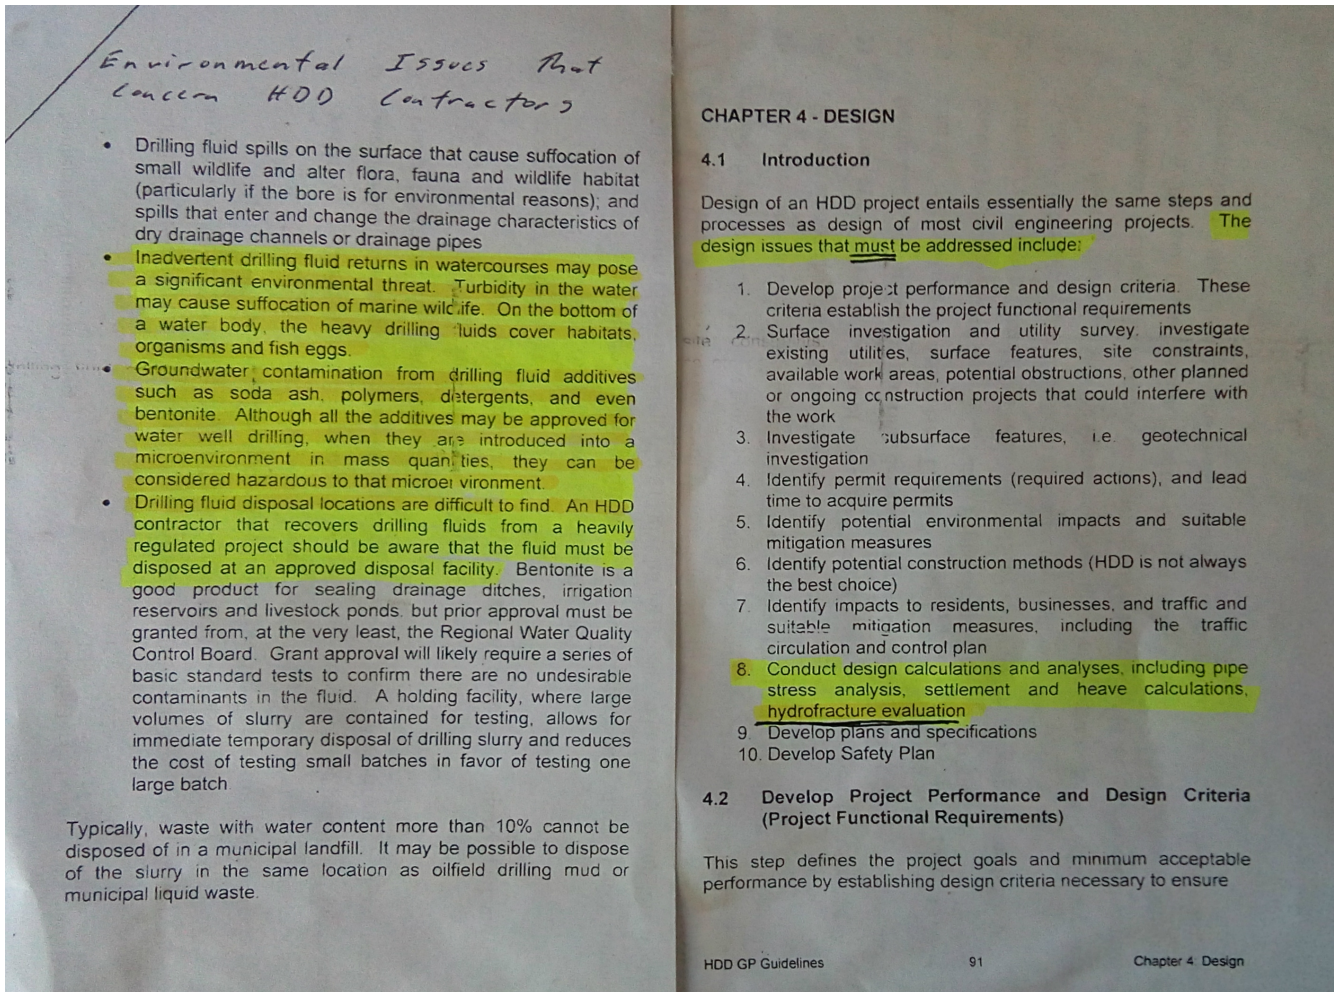 Environmental Issues That
Concern HDD Contractors
• Drilling fluid spills on the surface that cause suffocation of
small wildlife and alter flora, fauna and wildlife habitat
(particularly if the bore is for environmental reasons); and
spills that enter and change the drainage characteristics of
dry drainage channels or drainage pipes
• Inadvertent drilling fluid returns in watercourses may pose
a significant environmental threat. Turbidity in the water
may cause suffocation of marine wildlife. On the bottom of
a water body, the heavy drilling fluids cover habitats,
organisms and fish eggs.
• Groundwater contamination from drilling fluid additives
such as soda ash, polymers, detergents, and even
bentonite. Although all the additives may be approved for
water well drilling, when they are introduced into a
microenvironment in mass quantities, they can be
considered hazardous to that microenvironment.
• Drilling fluid disposal locations are difficult to find. An HDD
contractor that recovers drilling fluids from a heavily
regulated project should be aware that the fluid must be
disposed at an approved disposal facility. Bentonite is a
good product for sealing drainage ditches, irrigation
reservoirs and livestock ponds, but prior approval must be
granted from, at the very least, the Regional Water Quality
Control Board. Grant approval will likely require a series of
basic standard tests to confirm there are no undesirable
contaminants in the fluid. A holding facility, where large
volumes of slurry are contained for testing, allows for
immediate temporary disposal of drilling slurry and reduces
the cost of testing small batches in favor of testing one
large batch
Typically, waste with water content more than 10% cannot be
disposed of in a municipal landfill. It may be possible to dispose
of the slurry in the same location as oilfield drilling mud or
municipal liquid waste.
CHAPTER 4 - DESIGN
4.1 Introduction
Design of an HDD project entails essentially the same steps and
processes as design of most civil engineering projects. The
design issues that must be addressed include:
1. Develop project performance and design criteria. These
criteria establish the project functional requirements
2. Surface investigation and utility survey. investigate
existing utilities, surface features, site constraints,
available work areas, potential obstructions, other planned
or ongoing construction projects that could interfere with
the work
3. Investigate subsurface features, i.e. geotechnical
investigation
4. Identify permit requirements (required actions), and lead
time to acquire permits
5. Identify potential environmental impacts and suitable
mitigation measures
6. Identify potential construction methods (HDD is not always
the best choice)
7. Identify impacts to residents, businesses, and traffic and
suitable mitigation measures, including the traffic
circulation and control plan
8. Conduct design calculations and analyses, including pipe
stress analysis, settlement and heave calculations,
hydrofracture evaluation
9. Develop plans and specifications
10. Develop Safety Plan
4.2 Develop Project Performance and Design Criteria
(Project Functional Requirements)
This step defines the project goals and minimum acceptable
performance by establishing design criteria necessary to ensure
HDD GP Guidelines 91 Chapter 4: Design